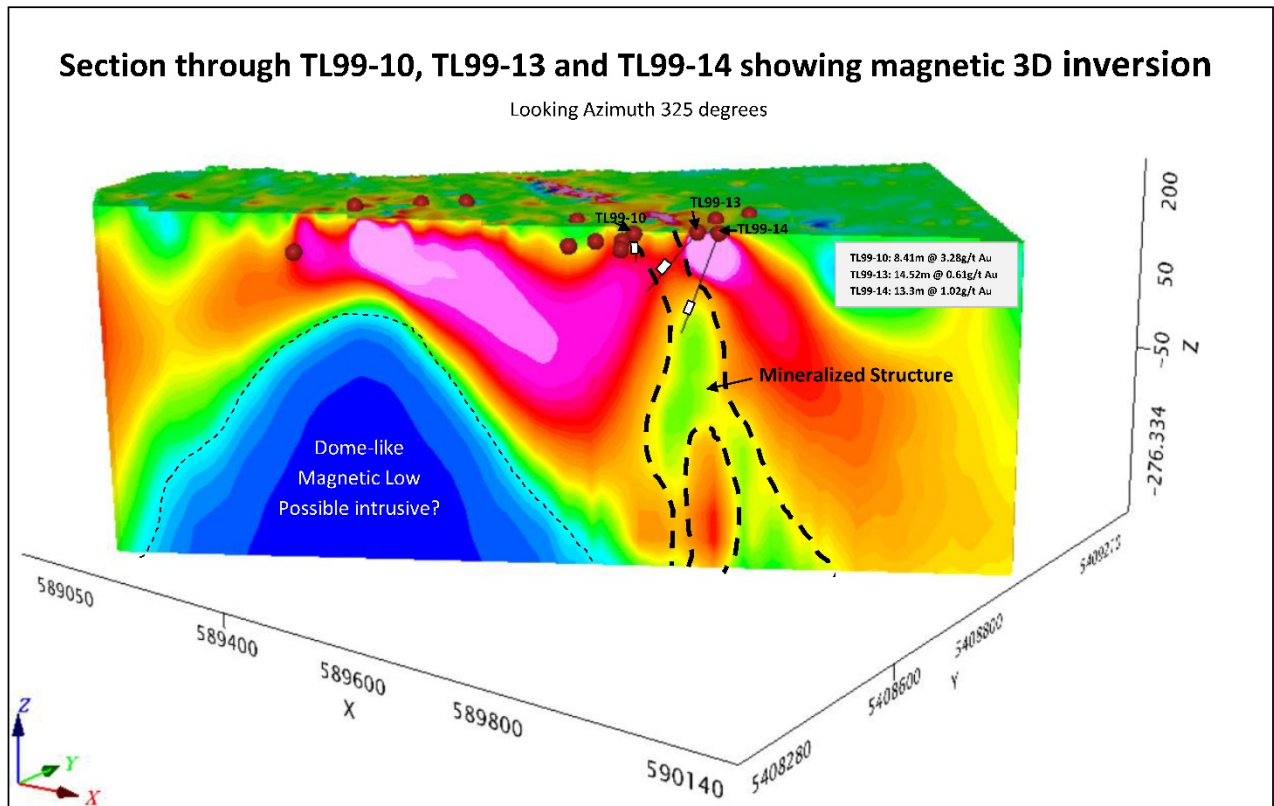 Section through TL99-10, TL99-13 and TL99-14 showing magnetic 3D inversion
Looking Azimuth 325 degrees
TL99-10
TL99-13
TL99-14
TL99-10: 8.41m @ 3.28g/t Au
TL99-13: 14.52m @ 0.61g/t Au
TL99-14: 13.3m @ 1.02g/t Au
Mineralized Structure
Dome-like
Magnetic Low
Possible intrusive?
200
50
-50
Z
-276.334
589050
589400
589600
X
589800
590140
5408280
5408600
Y
5408800
5409270
Z
Y
X